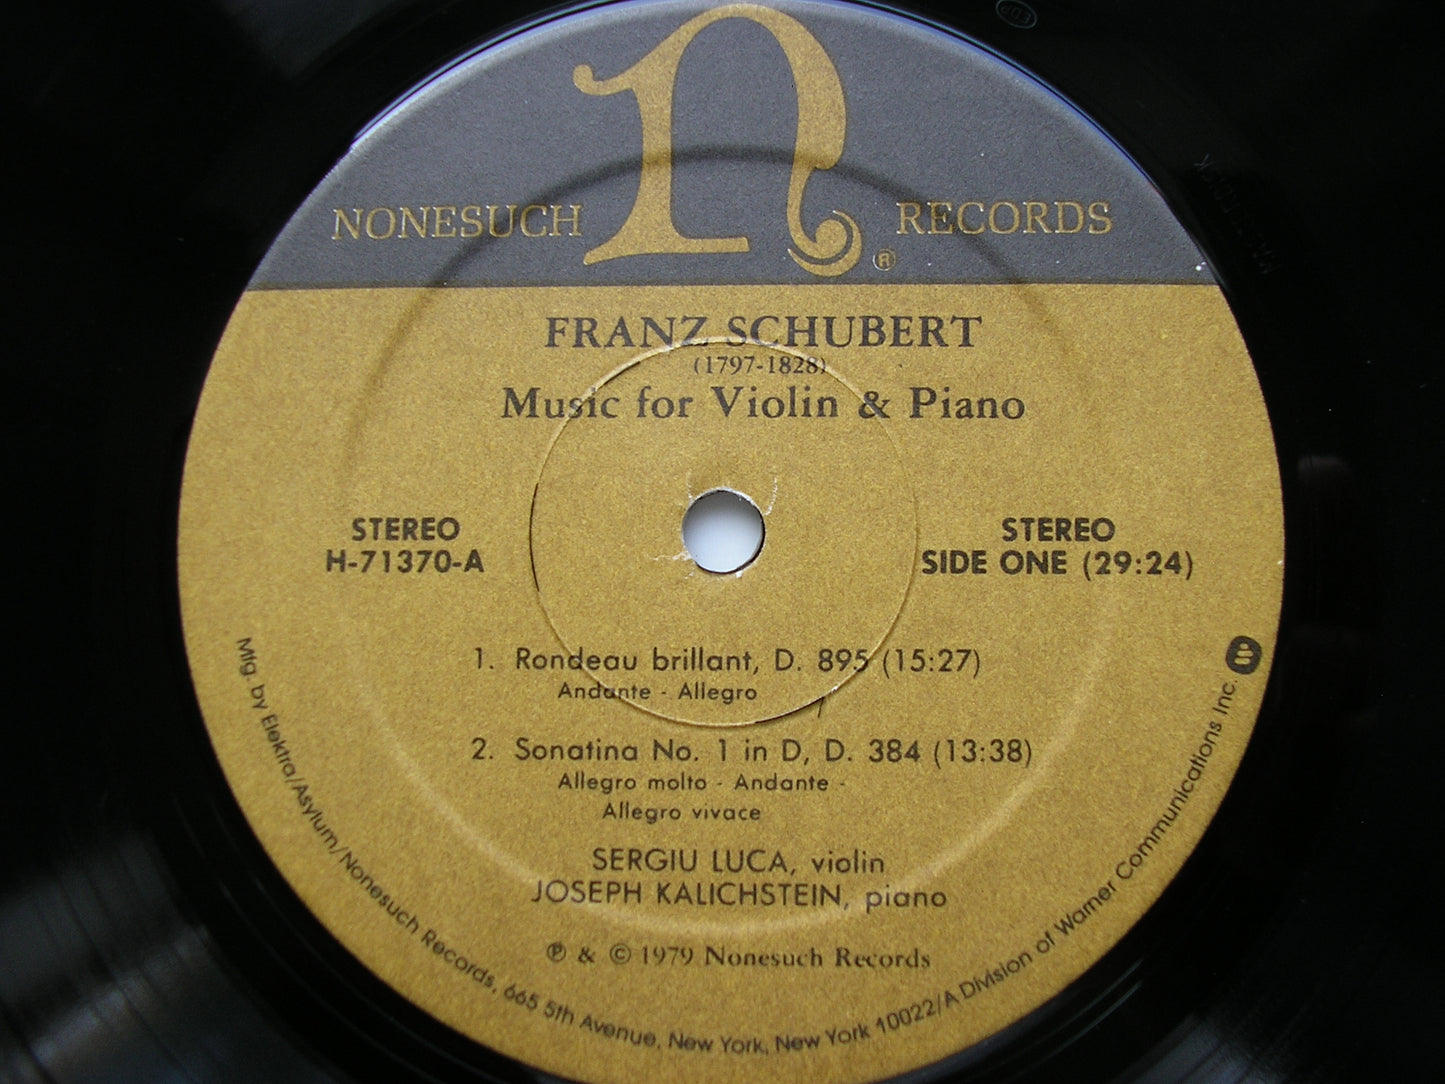 NONESUCH n® RECORDS
FRANZ SCHUBERT
(1797-1828)
Music for Violin & Piano
STEREO
H-71370-A
STEREO
SIDE ONE (29:24)
1. Rondeau brillant, D. 895 (15:27)
Andante - Allegro
2. Sonatina No. 1 in D, D. 384 (13:38)
Allegro molto - Andante -
Allegro vivace
SERGIU LUCA, violin
JOSEPH KALICHSTEIN, piano
℗ & © 1979 Nonesuch Records
Mfg. by Elektra/Asylum/Nonesuch Records, 665 5th Avenue, New York, New York 10022/A Division of Warner Communications Inc.